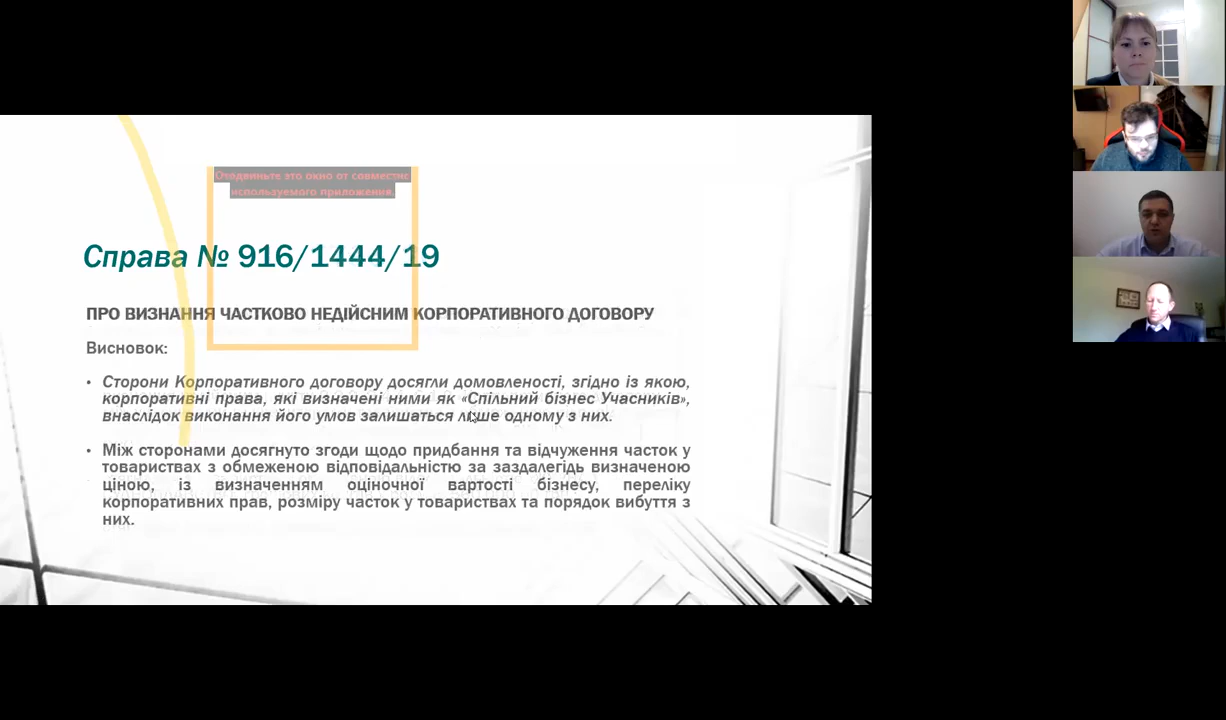 Отодвиньте это окно от совместно
используемого приложения.
Справа № 916/1444/19
ПРО ВИЗНАННЯ ЧАСТКОВО НЕДІЙСНИМ КОРПОРАТИВНОГО ДОГОВОРУ
Висновок:
• Сторони Корпоративного договору досягли домовленості, згідно із якою,
корпоративні права, які визначені ними як «Спільний бізнес Учасників»,
внаслідок виконання його умов залишаться лише одному з них.
• Між сторонами досягнуто згоди щодо придбання та відчуження часток у
товариствах з обмеженою відповідальністю за заздалегідь визначеною
ціною, із визначенням оціночної вартості бізнесу, переліку
корпоративних прав, розміру часток у товариствах та порядок вибуття з
них.